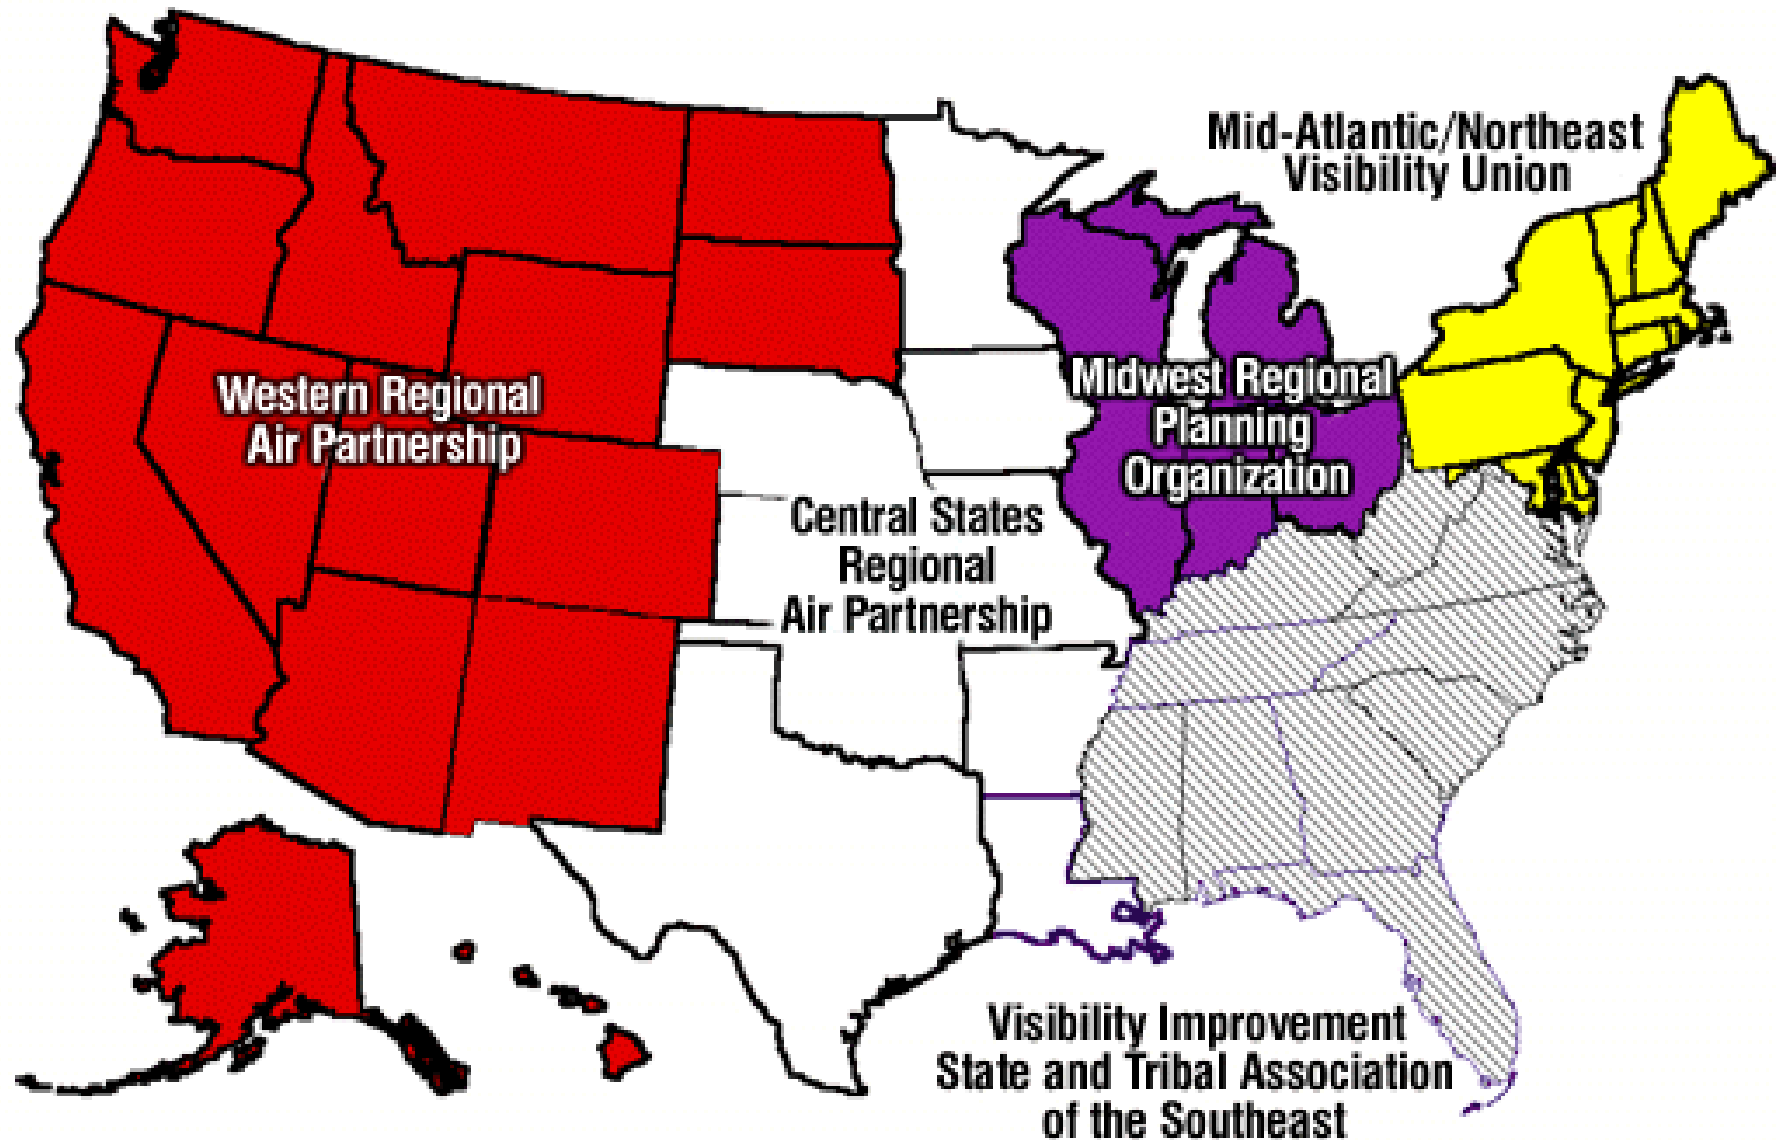 Mid-Atlantic/Northeast
Visibility Union
Western Regional
Air Partnership
Midwest Regional
Planning
Organization
Central States
Regional
Air Partnership
Visibility Improvement
State and Tribal Association
of the Southeast